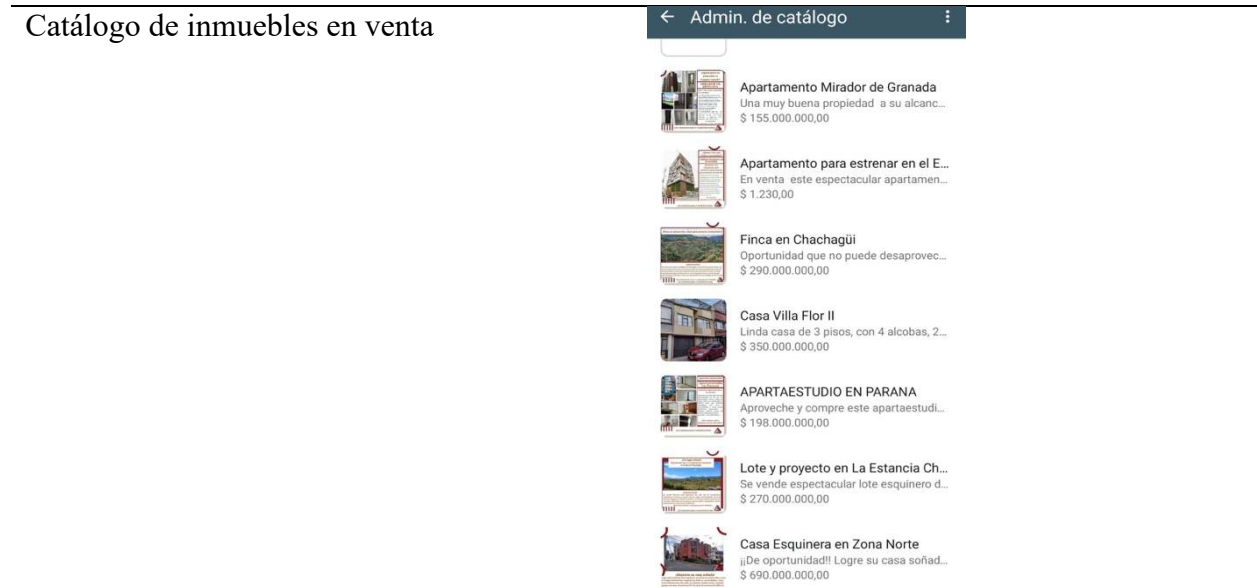 Catálogo de inmuebles en venta
← Admin. de catálogo
Apartamento Mirador de Granada
Una muy buena propiedad a su alcanc...
$ 155.000.000,00
Apartamento para estrenar en el E...
En venta este espectacular apartamen...
$ 1.230,00
Finca en Chachagüi
Oportunidad que no puede desaprovec...
$ 290.000.000,00
Casa Villa Flor II
Linda casa de 3 pisos, con 4 alcobas, 2...
$ 350.000.000,00
APARTAESTUDIO EN PARANA
Aproveche y compre este apartaestudi...
$ 198.000.000,00
Lote y proyecto en La Estancia Ch...
Se vende espectacular lote esquinero d...
$ 270.000.000,00
Casa Esquinera en Zona Norte
¡¡De oportunidad!! Logre su casa soñad...
$ 690.000.000,00